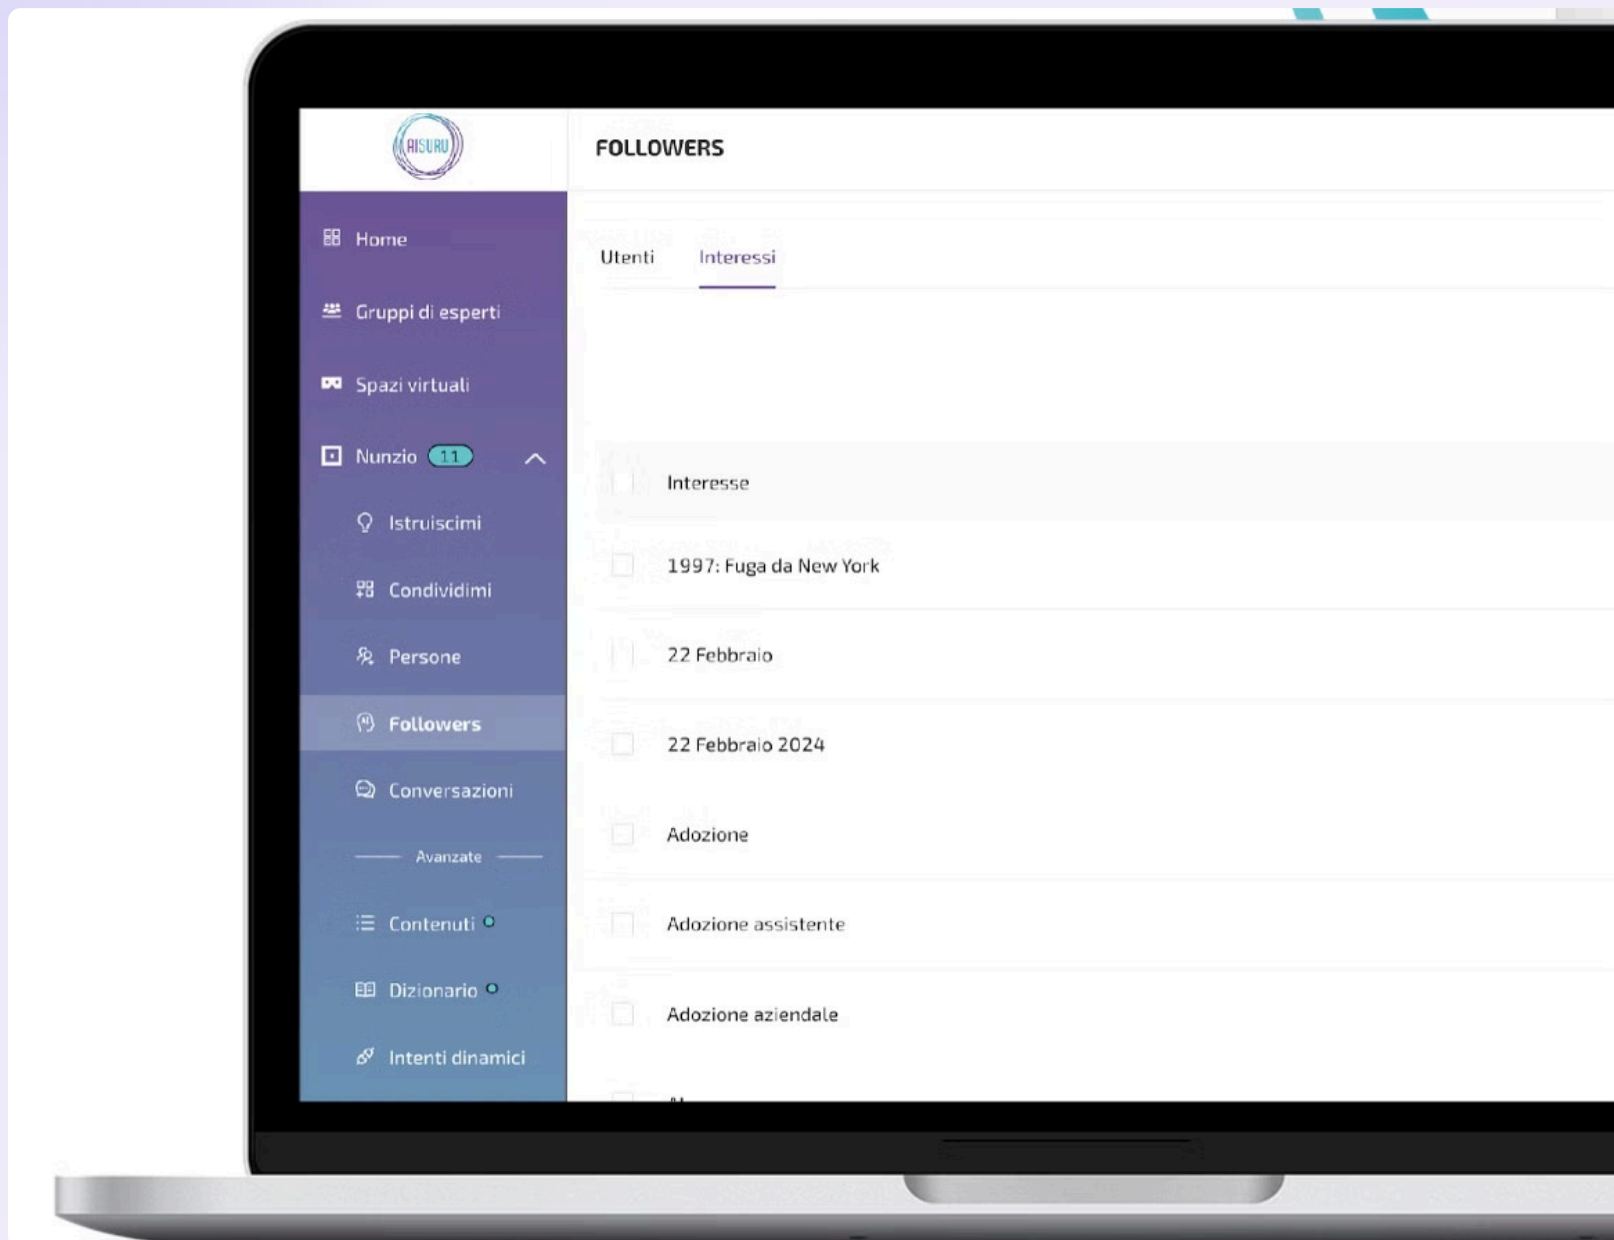 AISURU
Home
Gruppi di esperti
Spazi virtuali
Nunzio 11
Istruiscimi
Condividimi
Persone
Followers
Conversazioni
Avanzate
Contenuti
Dizionario
Intenti dinamici
FOLLOWERS
Utenti Interessi
Interesse
1997: Fuga da New York
22 Febbraio
22 Febbraio 2024
Adozione
Adozione assistente
Adozione aziendale